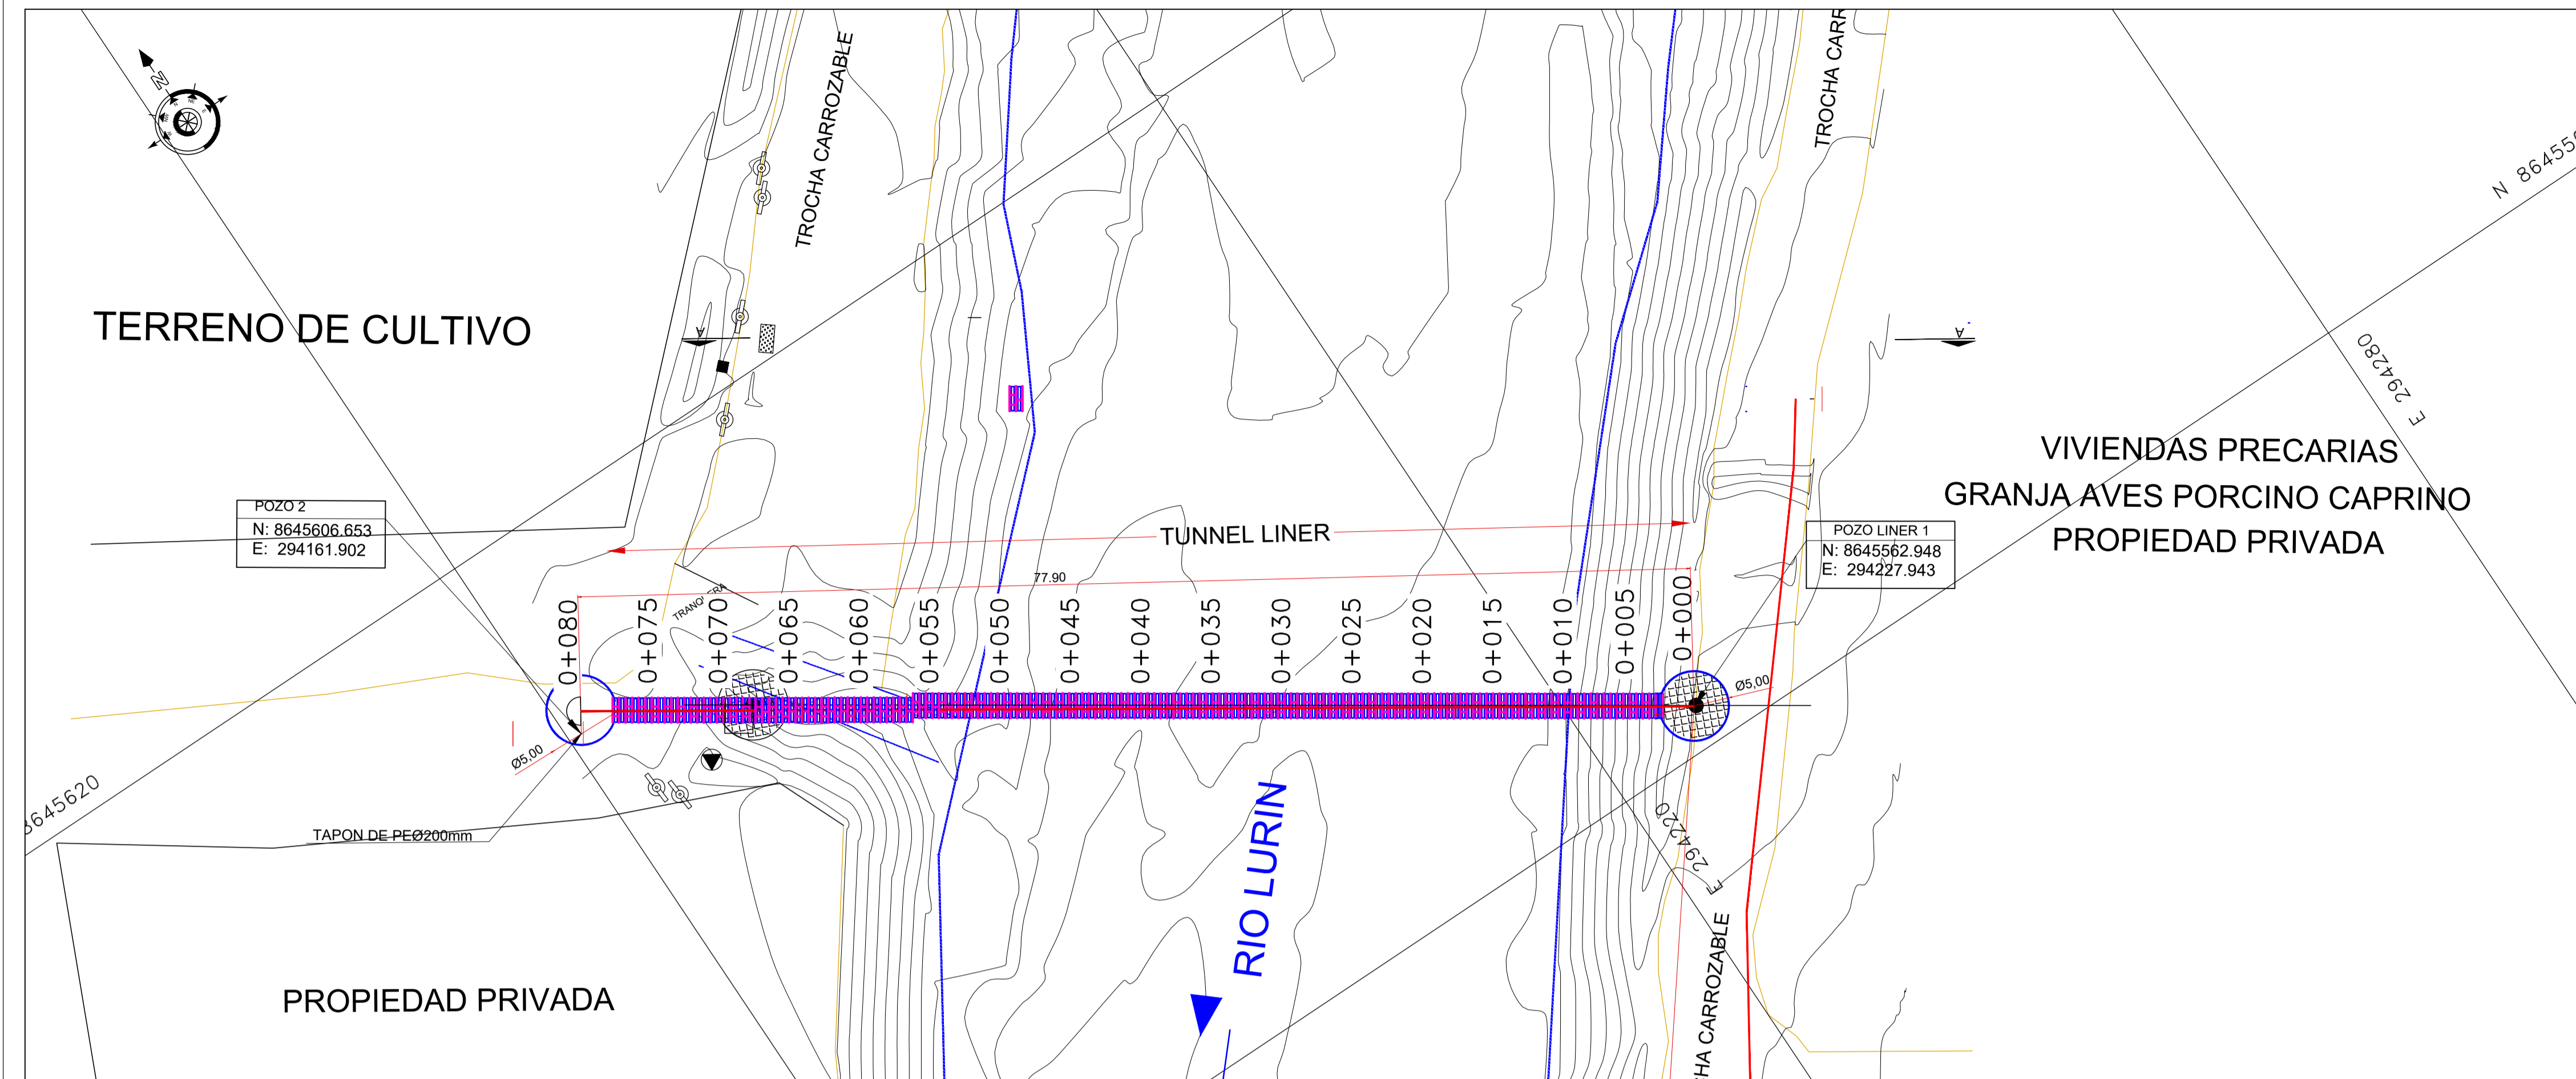 N
TROCHA CARROZABLE
TROCHA CARR
N 86455
TERRENO DE CULTIVO
A
A
E 294280
VIVIENDAS PRECARIAS
GRANJA AVES PORCINO CAPRINO
PROPIEDAD PRIVADA
POZO 2
N: 8645606.653
E: 294161.902
TUNNEL LINER
POZO LINER 1
N: 8645562.948
E: 294227.943
77.90
0+080
0+075
0+070
0+065
0+060
0+055
0+050
0+045
0+040
0+035
0+030
0+025
0+020
0+015
0+010
0+005
0+000
Ø5,00
Ø5,00
8645620
TAPON DE PEØ200mm
RIO LURIN
E 294220
HA CARROZABLE
PROPIEDAD PRIVADA